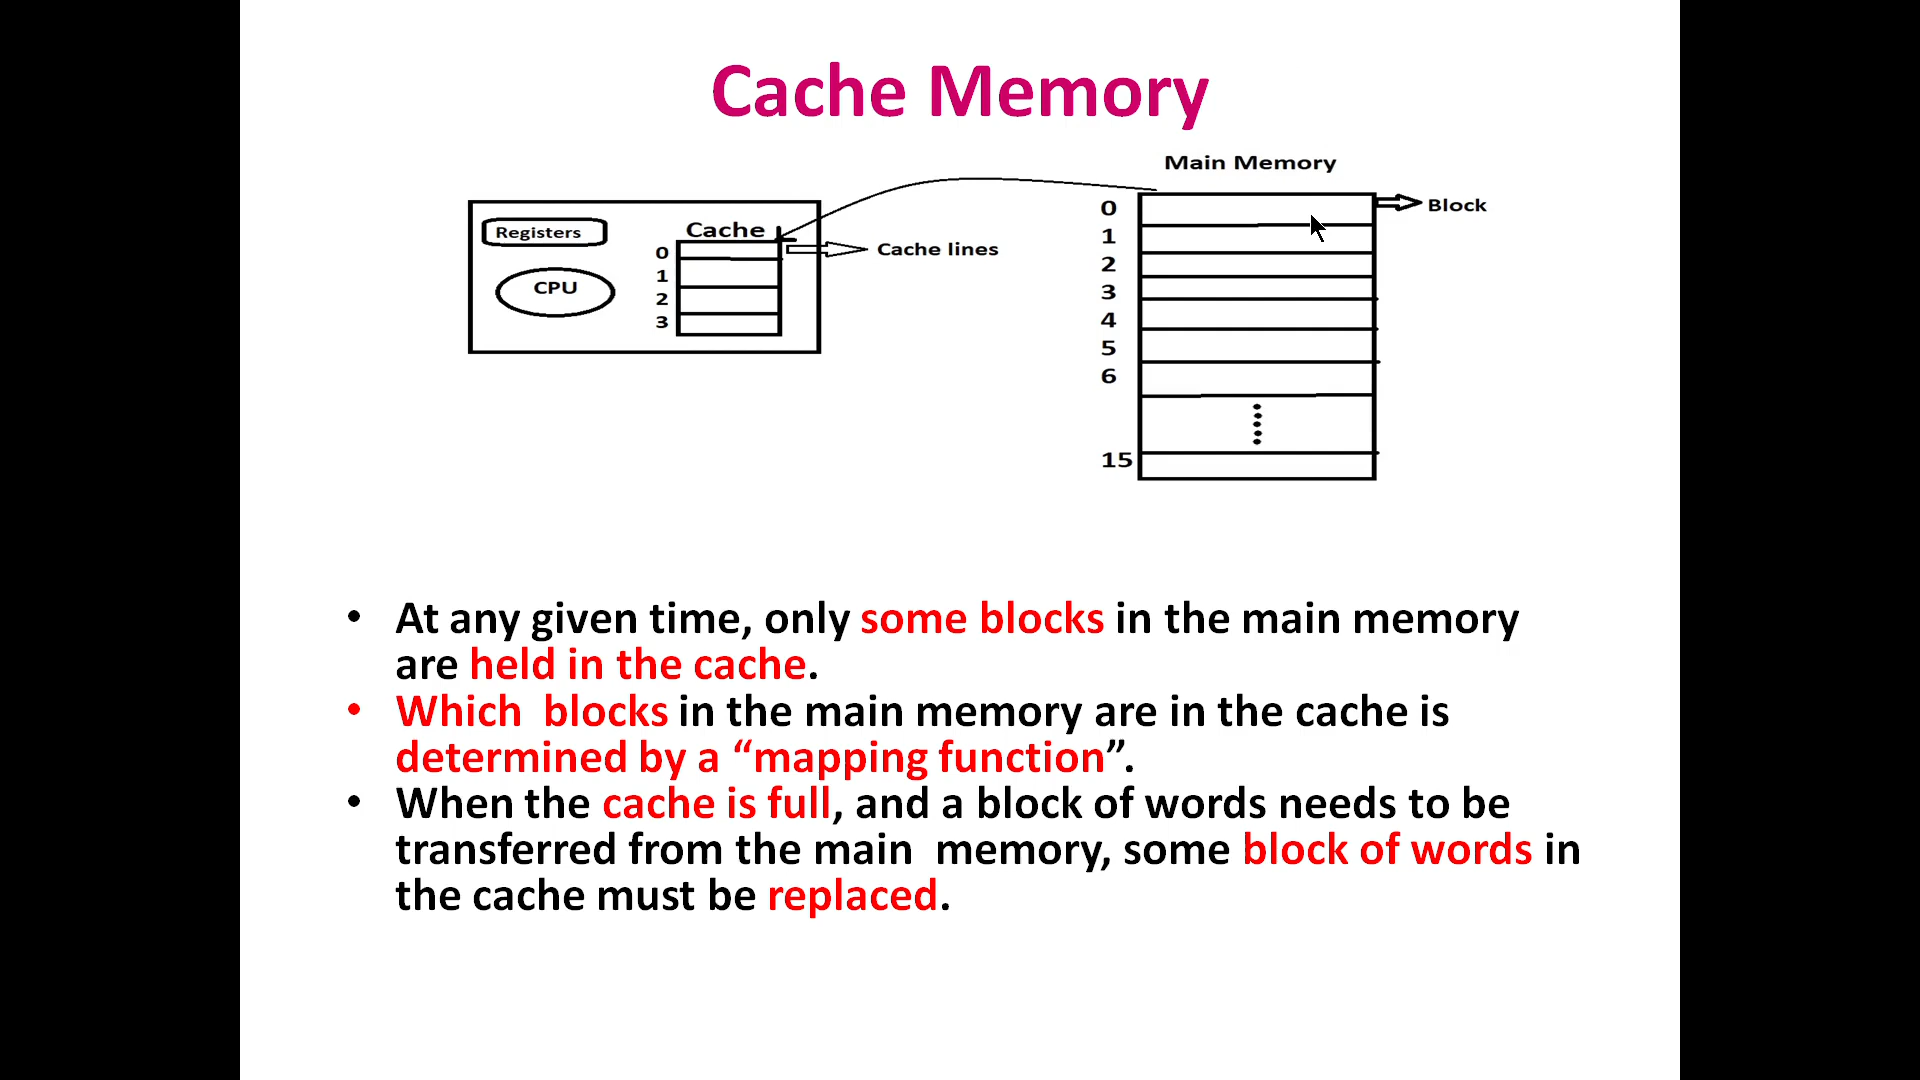 Cache Memory
Main Memory
Registers
CPU
Cache
0
1
2
3
Cache lines
0
1
2
3
4
5
6
15
Block
• At any given time, only some blocks in the main memory
are held in the cache.
• Which blocks in the main memory are in the cache is
determined by a “mapping function”.
• When the cache is full, and a block of words needs to be
transferred from the main memory, some block of words in
the cache must be replaced.